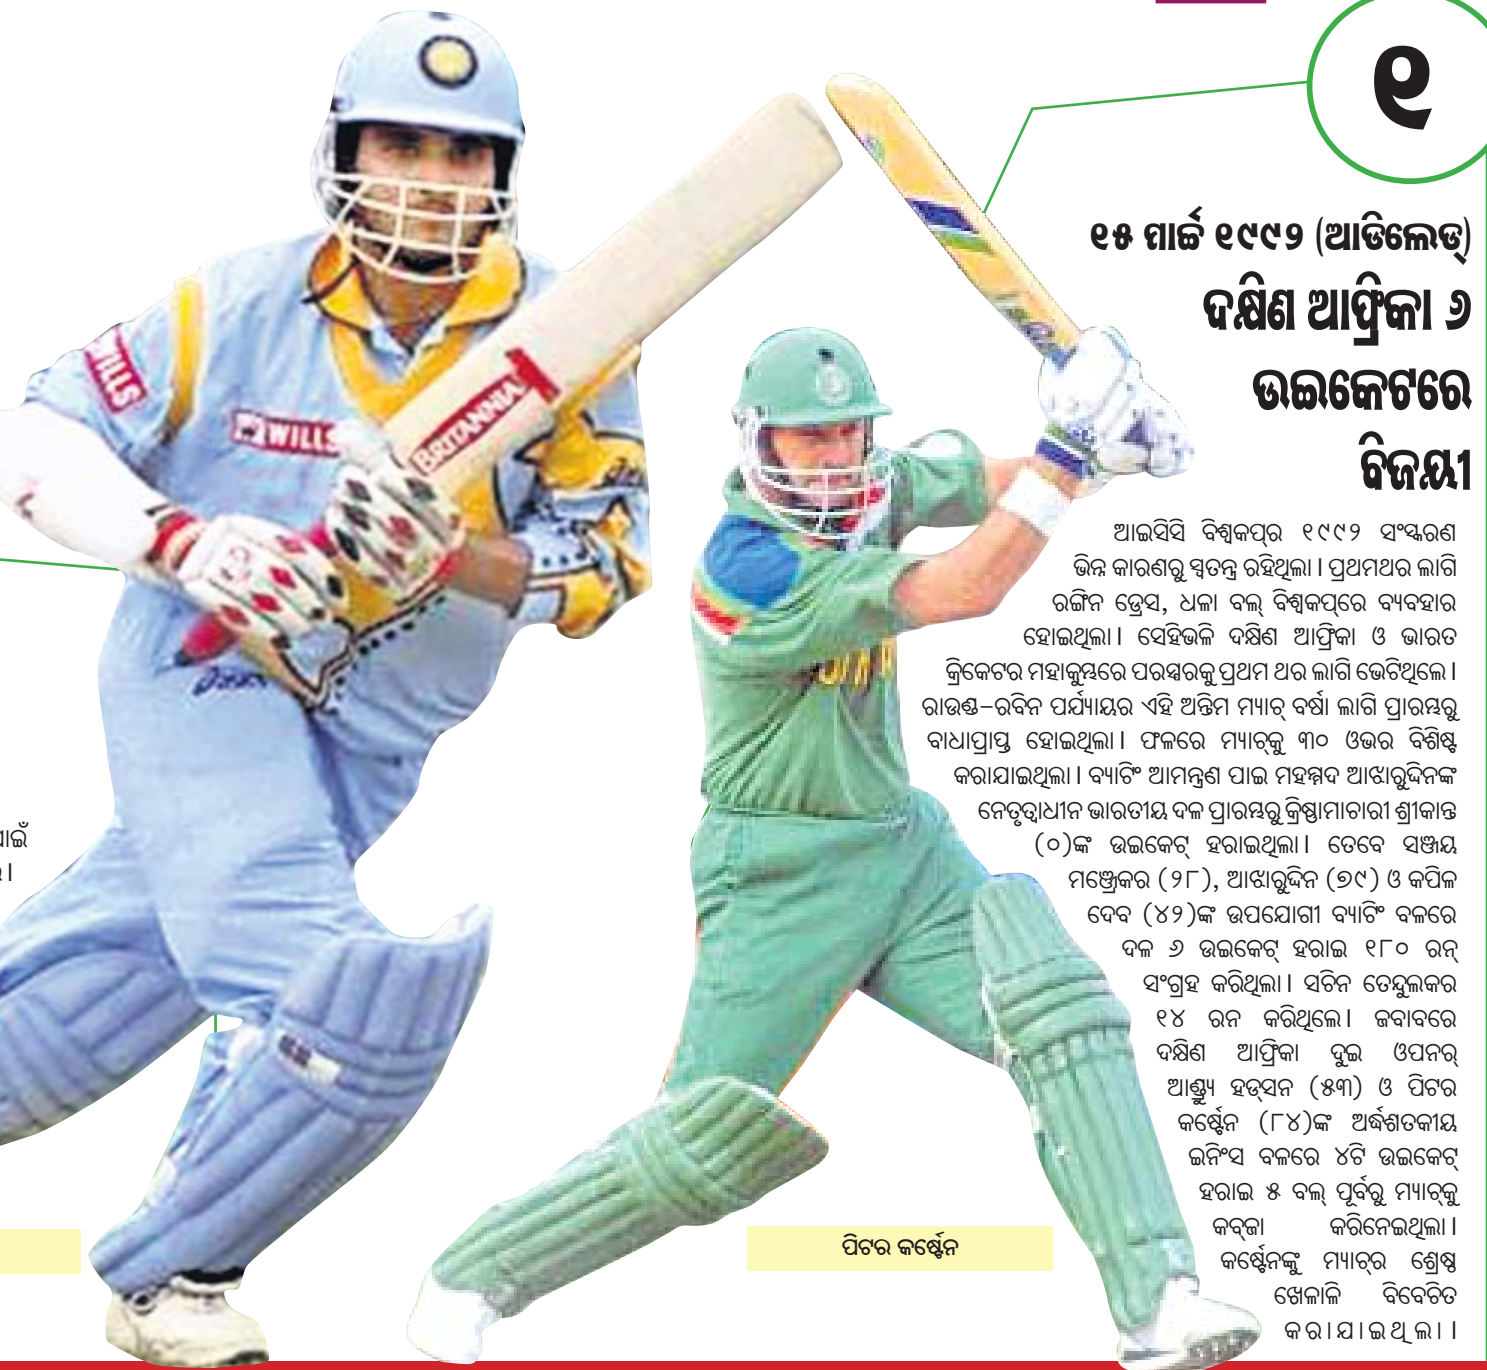 ୧
୧୫ ମାର୍ଚ୍ଚ ୧୯୯୨ (ଆଡିଲେଡ୍)
ଦକ୍ଷିଣ ଆଫ୍ରିକା ୬
ଉଇକେଟରେ
ବିଜୟୀ
ଆଇସିସି ବିଶ୍ୱକପ୍‌ର ୧୯୯୨ ସଂସ୍କରଣ
ଭିନ୍ନ କାରଣରୁ ସ୍ୱତନ୍ତ୍ର ରହିଥିଲା। ପ୍ରଥମଥର ଲାଗି
ରଙ୍ଗିନ ଡ୍ରେସ, ଧଳା ବଲ୍ ବିଶ୍ୱକପ୍‌ରେ ବ୍ୟବହାର
ହୋଇଥିଲା। ସେହିଭଳି ଦକ୍ଷିଣ ଆଫ୍ରିକା ଓ ଭାରତ
କ୍ରିକେଟର ମହାକୁମ୍ଭରେ ପରସ୍ପରକୁ ପ୍ରଥମ ଥର ଲାଗି ଭେଟିଥିଲେ।
ରାଉଣ୍ଡ-ରବିନ ପର୍ଯ୍ୟାୟର ଏହି ଅନ୍ତିମ ମ୍ୟାଚ୍ ବର୍ଷା ଲାଗି ପ୍ରାରମ୍ଭରୁ
ବାଧାପ୍ରାପ୍ତ ହୋଇଥିଲା। ଫଳରେ ମ୍ୟାଚ୍‌କୁ ୩୦ ଓଭର ବିଶିଷ୍ଟ
କରାଯାଇଥିଲା। ବ୍ୟାଟିଂ ଆମନ୍ତ୍ରଣ ପାଇ ମହମ୍ମଦ ଆଝାରୁଦ୍ଦିନଙ୍କ
ନେତୃତ୍ୱାଧୀନ ଭାରତୀୟ ଦଳ ପ୍ରାରମ୍ଭରୁ କ୍ରିଷ୍ଣାମାଚାରୀ ଶ୍ରୀକାନ୍ତ
(୦)ଙ୍କ ଉଇକେଟ୍ ହରାଇଥିଲା। ତେବେ ସଞ୍ଜୟ
ମଞ୍ଜ୍ରେକର (୨୮), ଆଝାରୁଦ୍ଦିନ (୭୯) ଓ କପିଳ
ଦେବ (୪୨)ଙ୍କ ଉପଯୋଗୀ ବ୍ୟାଟିଂ ବଳରେ
ଦଳ ୬ ଉଇକେଟ୍ ହରାଇ ୧୮୦ ରନ୍
ସଂଗ୍ରହ କରିଥିଲା। ସଚିନ ତେନ୍ଦୁଲକର
୧୪ ରନ କରିଥିଲେ। ଜବାବରେ
ଦକ୍ଷିଣ ଆଫ୍ରିକା ଦୁଇ ଓପନର୍
ଆଣ୍ଡ୍ର୍ୟୁ ହଡ୍‌ସନ (୫୩) ଓ ପିଟର
କର୍ଷ୍ଟେନ (୮୪)ଙ୍କ ଅର୍ଦ୍ଧଶତକୀୟ
ଇନିଂସ ବଳରେ ୪ଟି ଉଇକେଟ୍
ହରାଇ ୫ ବଲ୍ ପୂର୍ବରୁ ମ୍ୟାଚ୍‌କୁ
କବ୍‌ଜା କରିନେଇଥିଲା।
କର୍ଷ୍ଟେନଙ୍କୁ ମ୍ୟାଚ୍‌ର ଶ୍ରେଷ୍ଠ
ଖେଳାଳି ବିବେଚିତ
କରାଯାଇଥିଲା।
ପିଟର କର୍ଷ୍ଟେନ
WILLS
WILLS
BRITANNIA